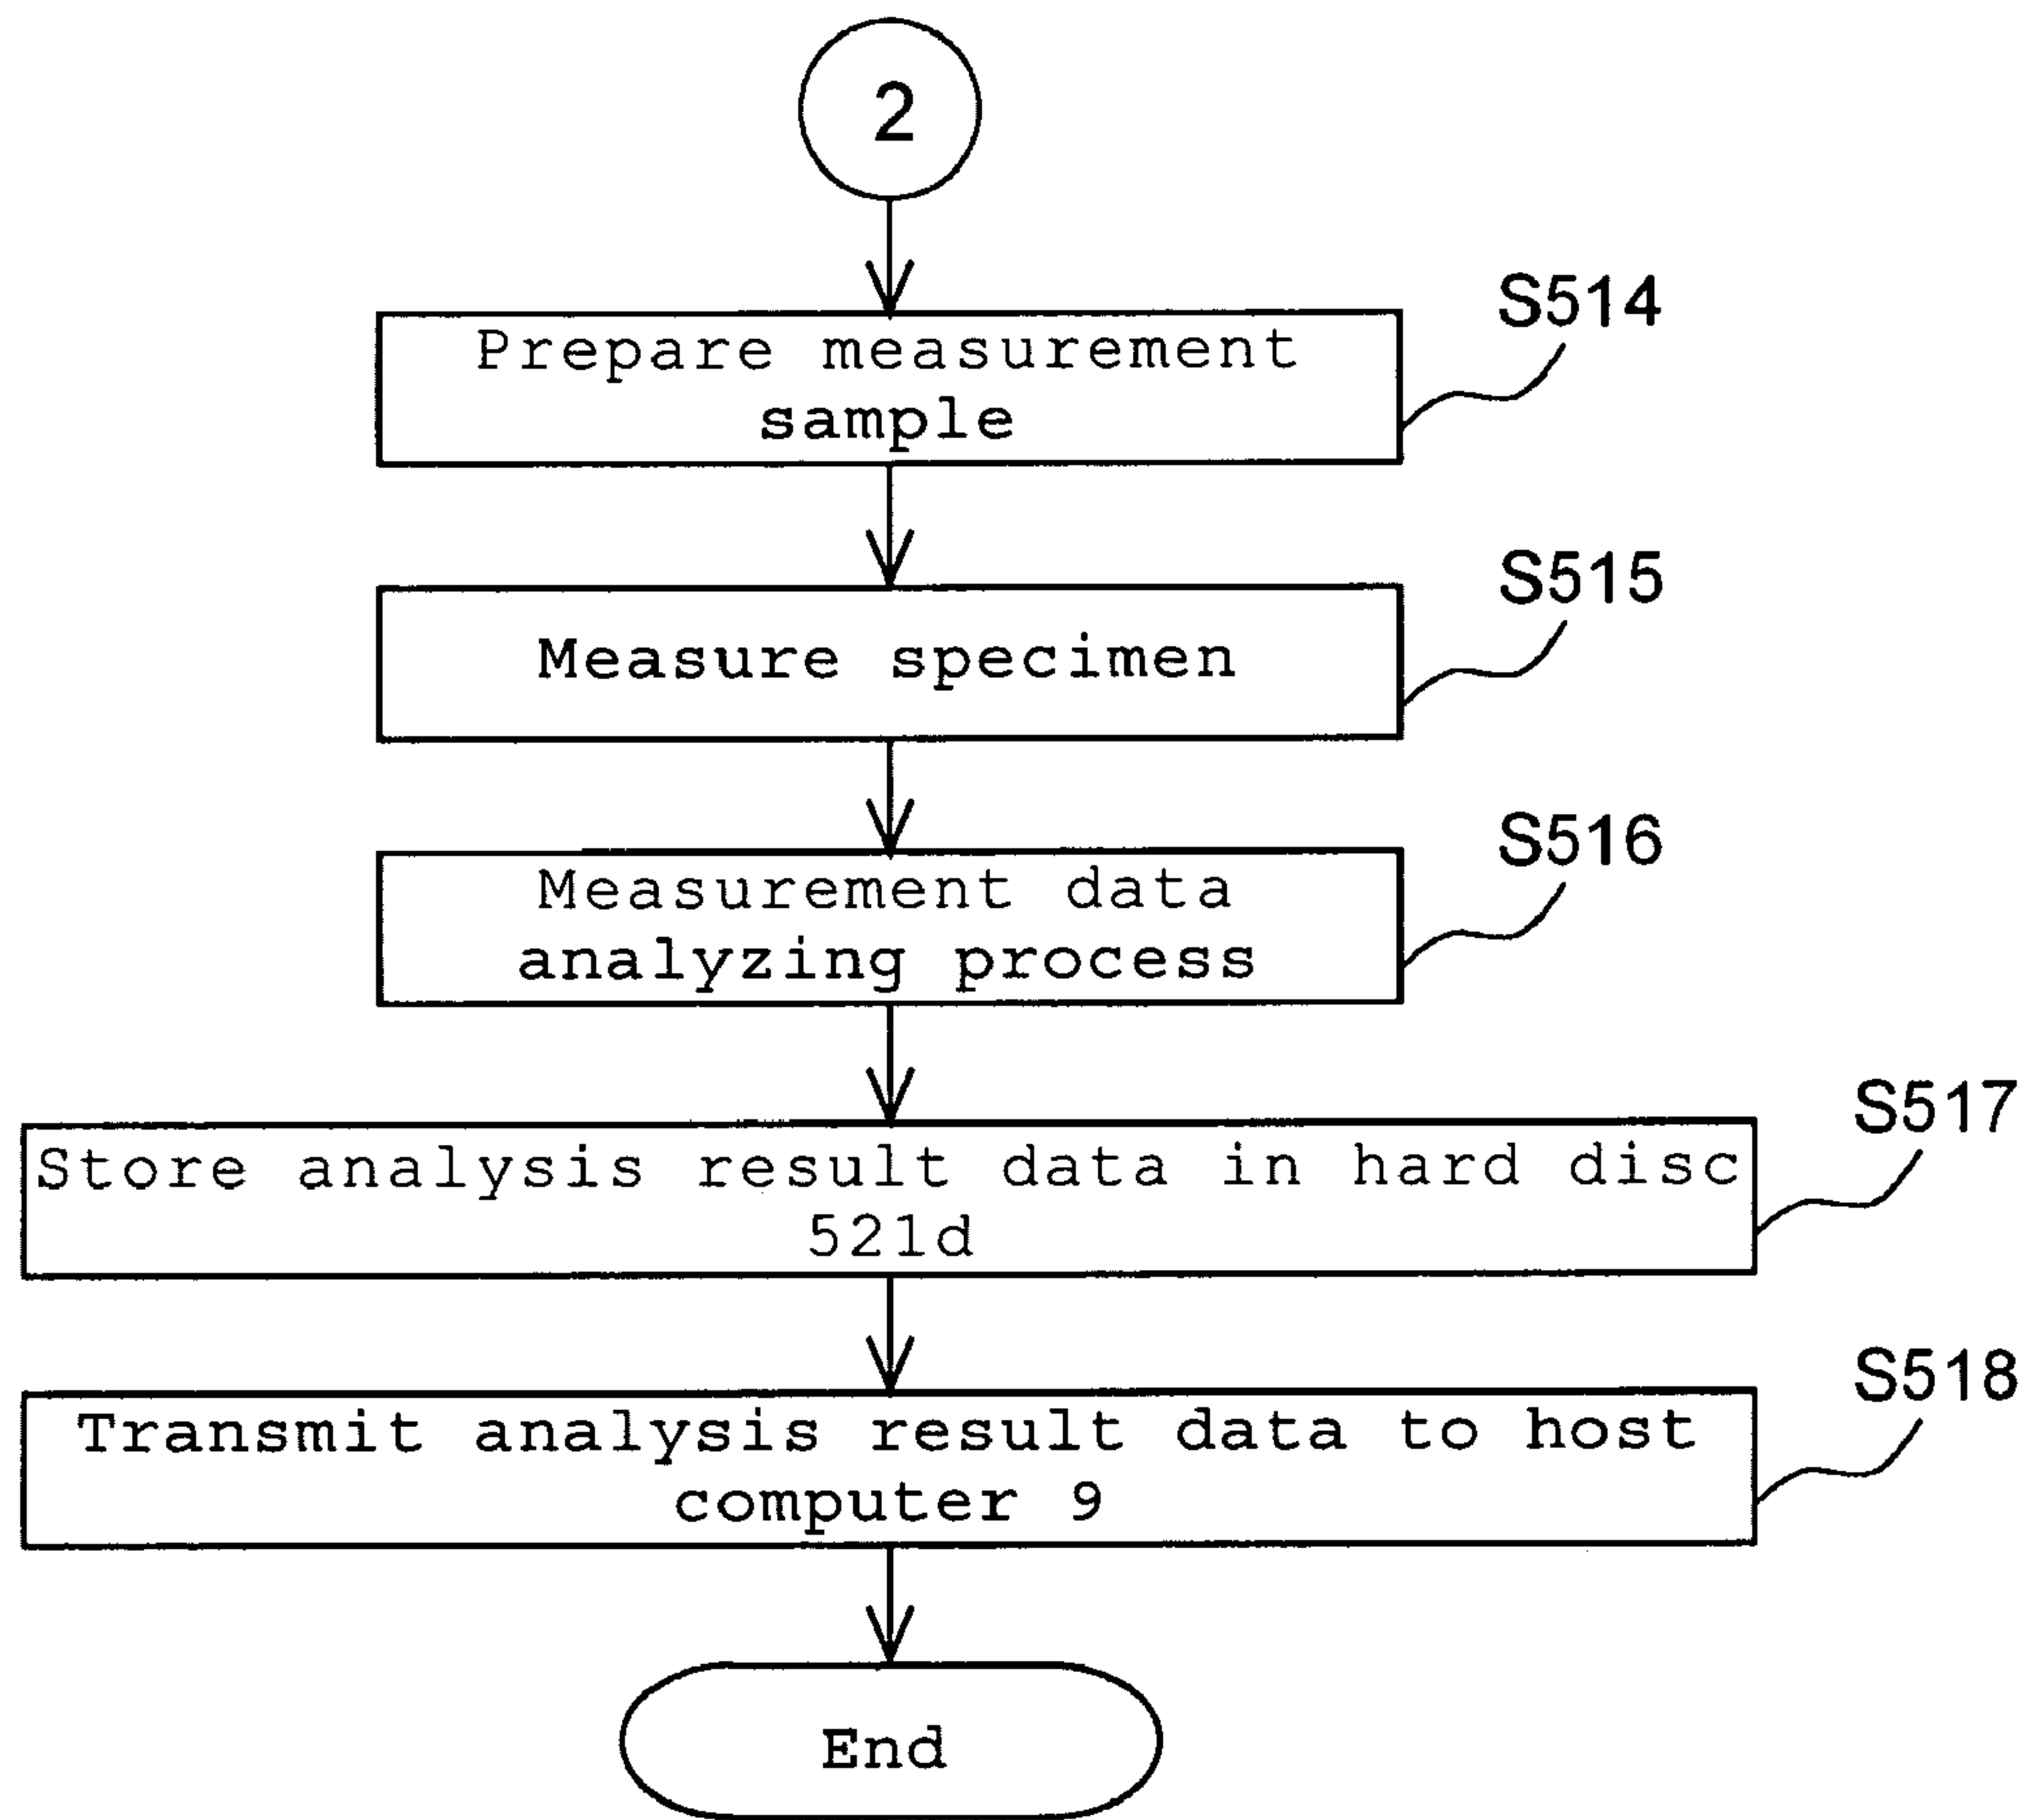 2
S514
Prepare measurement
sample
S515
Measure specimen
S516
Measurement data
analyzing process
S517
Store analysis result data in hard disc
521d
S518
Transmit analysis result data to host
computer 9
End